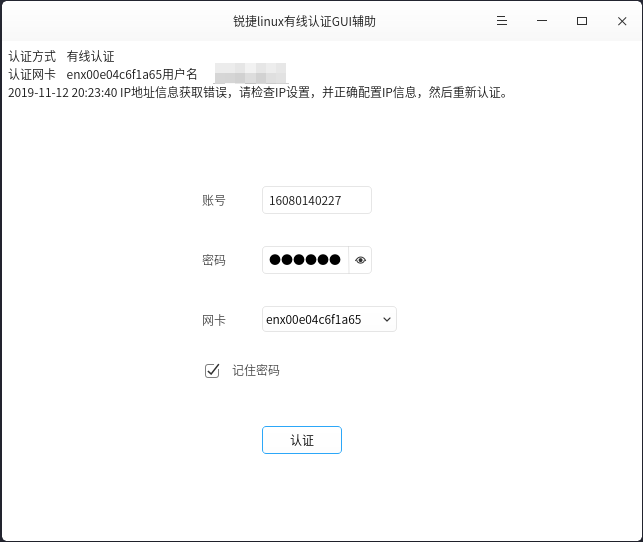 锐捷linux有线认证GUI辅助
认证方式 有线认证
认证网卡 enx00e04c6f1a65用户名
2019-11-12 20:23:40 IP地址信息获取错误，请检查IP设置，并正确配置IP信息，然后重新认证。
账号 16080140227
密码 ●●●●●●
网卡 enx00e04c6f1a65
记住密码
认证